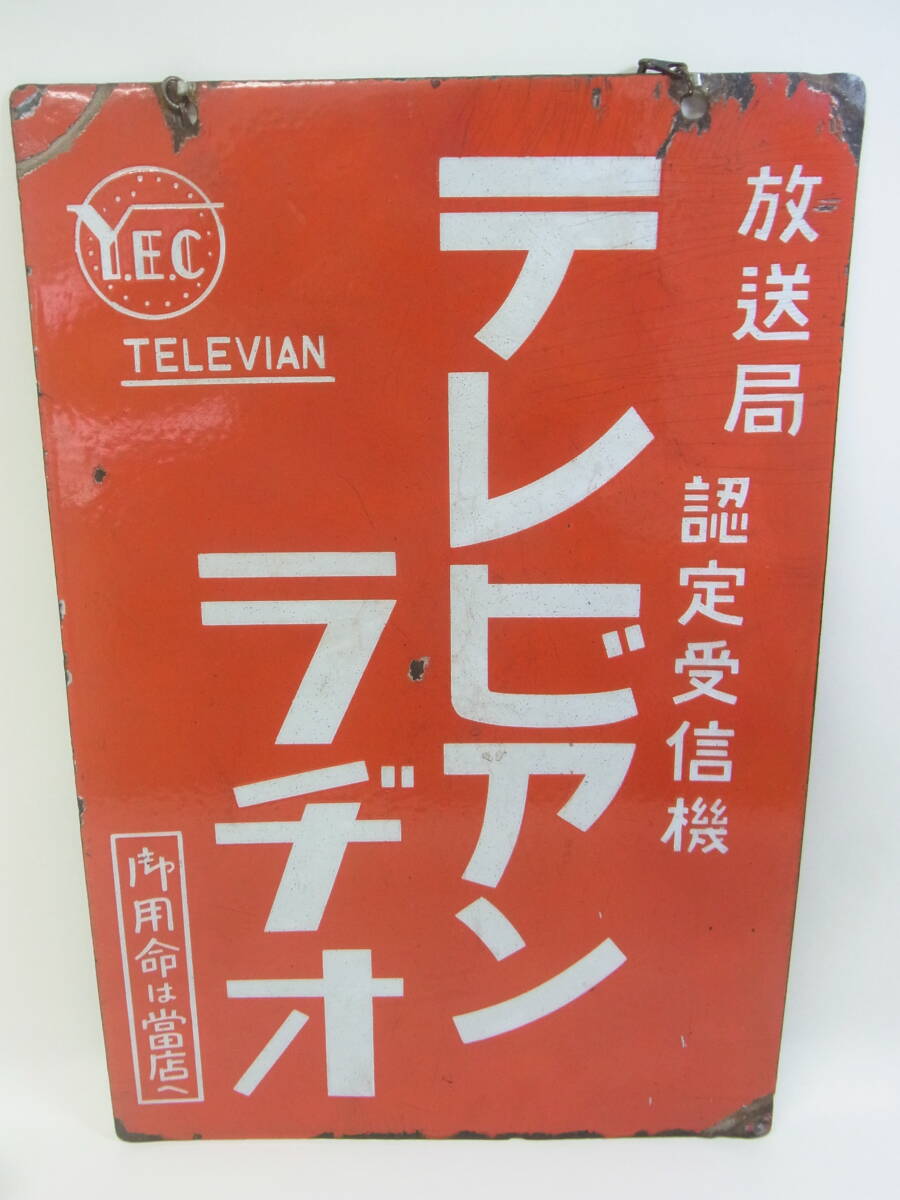 放送局 認定受信機
テレビアン
ラヂオ
Y.E.C
TELEVIAN
御用命は當店へ